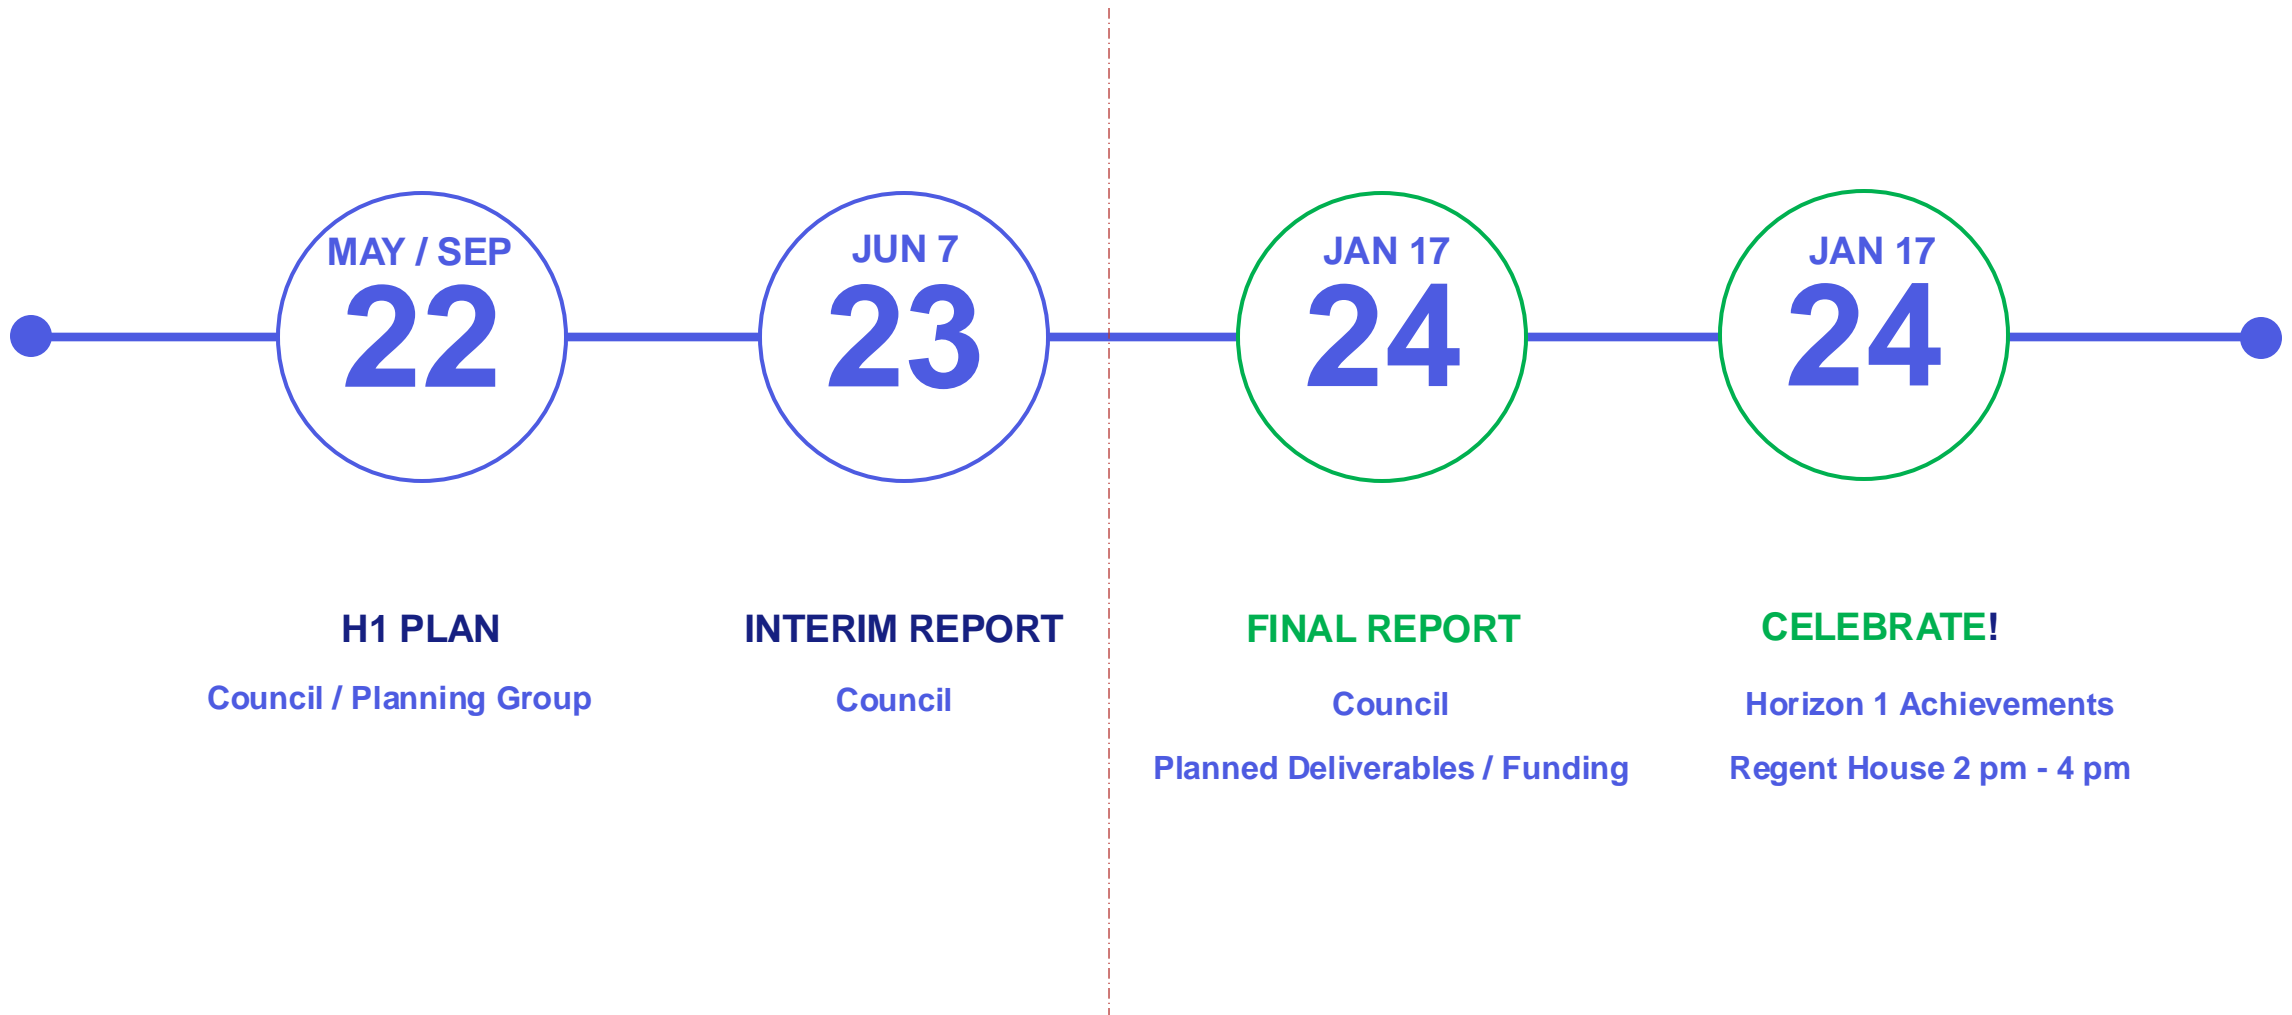 MAY / SEP
22
H1 PLAN
Council / Planning Group
JUN 7
23
INTERIM REPORT
Council
JAN 17
24
FINAL REPORT
Council
Planned Deliverables / Funding
JAN 17
24
CELEBRATE!
Horizon 1 Achievements
Regent House 2 pm - 4 pm